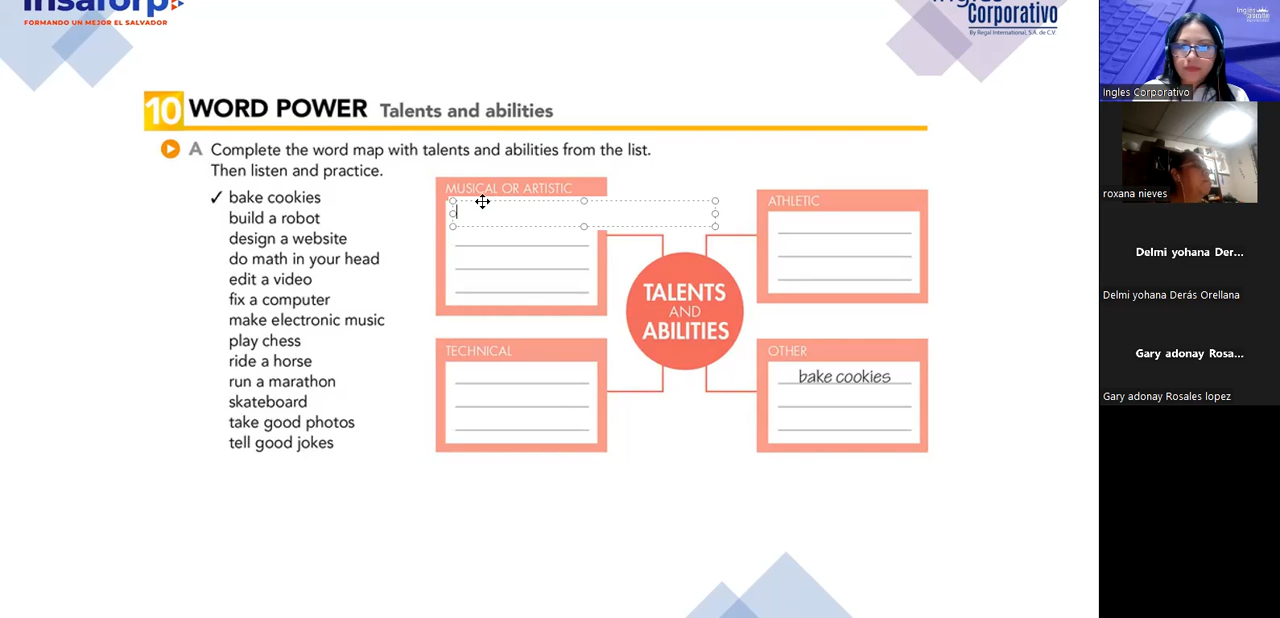 insaforp
FORMANDO UN MEJOR EL SALVADOR
Corporativo
By Regal International, S.A. de C.V.
10 WORD POWER Talents and abilities
A Complete the word map with talents and abilities from the list.
Then listen and practice.
✓ bake cookies
build a robot
design a website
do math in your head
edit a video
fix a computer
make electronic music
play chess
ride a horse
run a marathon
skateboard
take good photos
tell good jokes
MUSICAL OR ARTISTIC
ATHLETIC
TALENTS
AND
ABILITIES
TECHNICAL
OTHER
bake cookies
Ingles Corporativo
roxana nieves
Delmi yohana Der...
Delmi yohana Derás Orellana
Gary adonay Rosa...
Gary adonay Rosales lopez